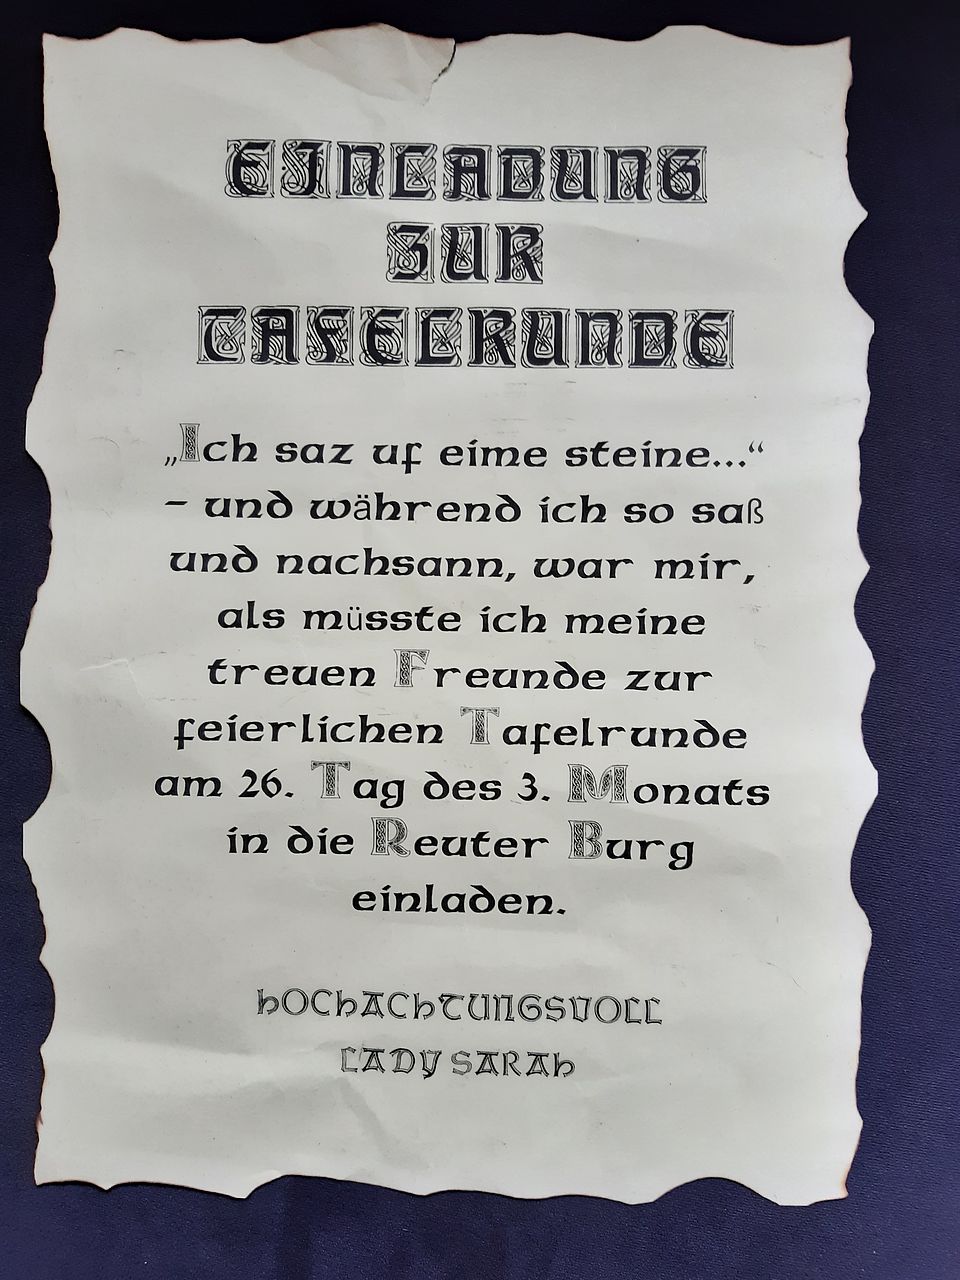 EINLADUNG
ZUR
TAFELRUNDE
„Ich saz uf eime steine...“
- und während ich so saß
und nachsann, war mir,
als müsste ich meine
treuen Freunde zur
feierlichen Tafelrunde
am 26. Tag des 3. Monats
in die Reuter Burg
einladen.
hOChAChTUNGSVOLL
LADY SARAh